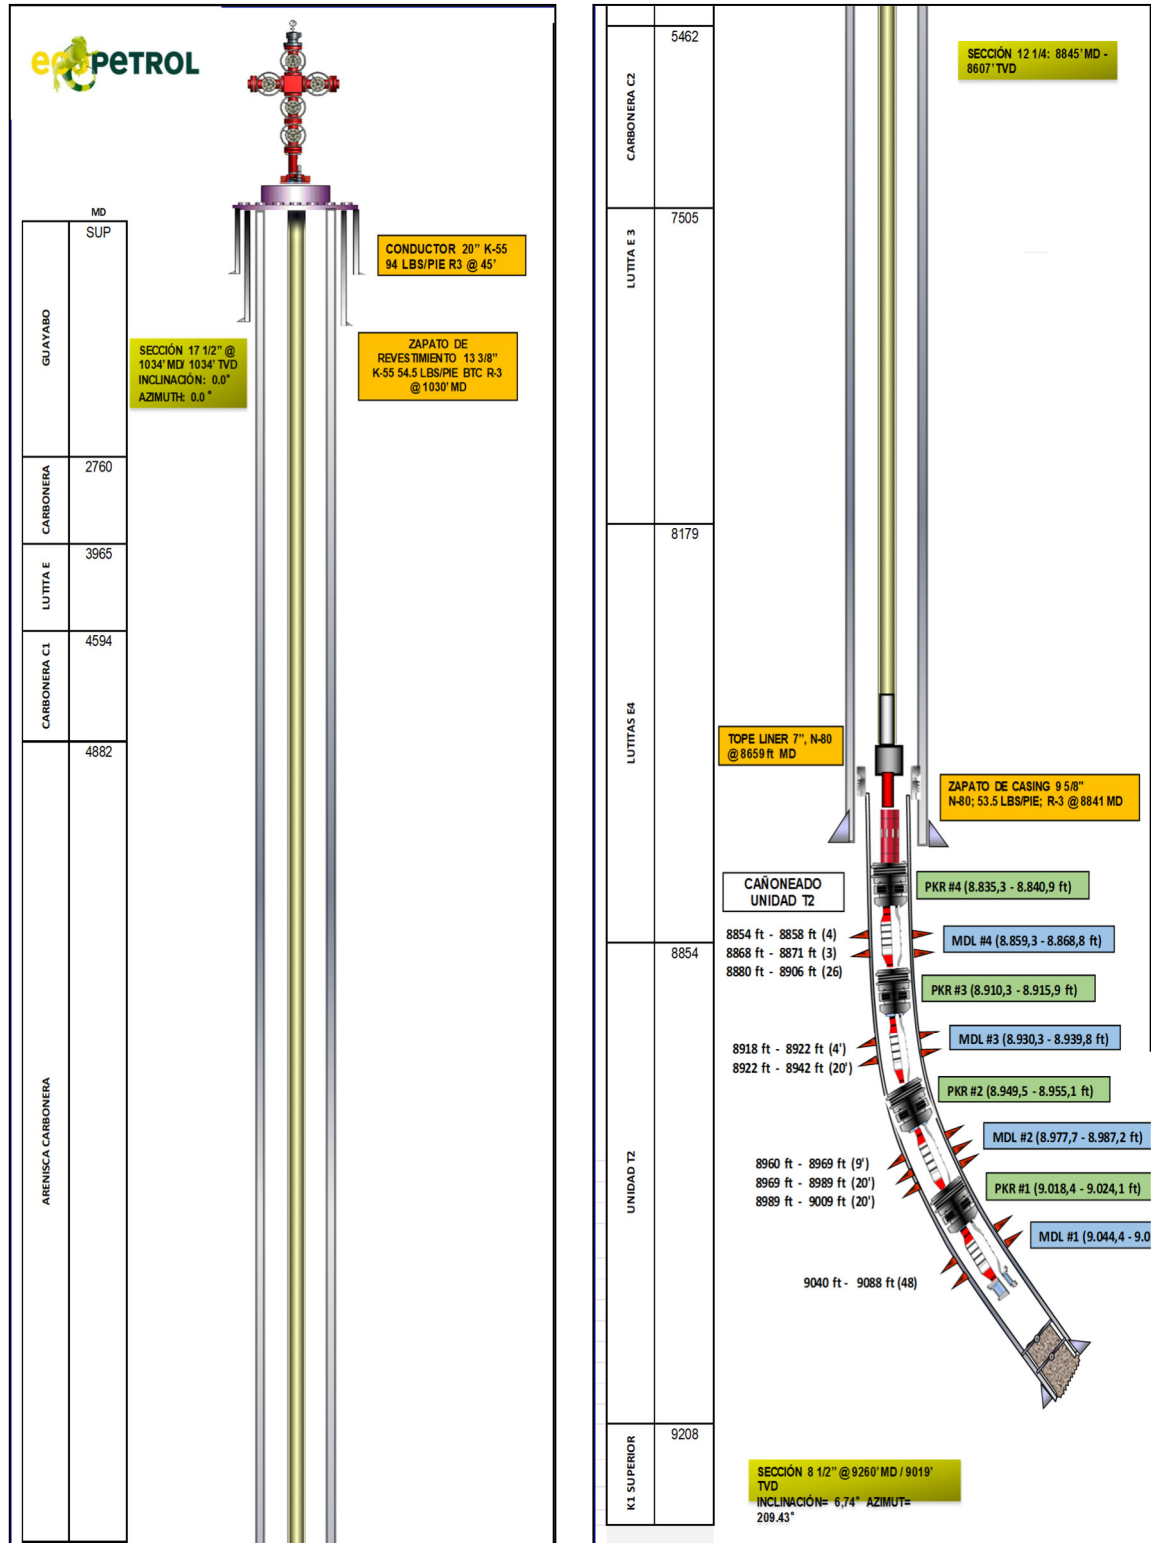 ecopetrol
MD
SUP
GUAYABO
CONDUCTOR 20" K-55
94 LBS/PIE R3 @ 45'
SECCIÓN 17 1/2" @
1034' MD/ 1034' TVD
INCLINACIÓN: 0.0°
AZIMUTH: 0.0 °
ZAPATO DE
REVESTIMIENTO 13 3/8"
K-55 54.5 LBS/PIE BTC R-3
@ 1030' MD
2760
CARBONERA
3965
LUTITA E
4594
CARBONERA C1
4882
ARENISCA CARBONERA
5462
CARBONERA C2
SECCIÓN 12 1/4: 8845' MD -
8607' TVD
7505
LUTITA E 3
8179
LUTITAS E4
TOPE LINER 7", N-80
@ 8659 ft MD
ZAPATO DE CASING 9 5/8"
N-80; 53.5 LBS/PIE; R-3 @ 8841 MD
CAÑONEADO
UNIDAD T2
PKR #4 (8.835,3 - 8.840,9 ft)
8854 ft - 8858 ft (4)
8868 ft - 8871 ft (3)
8880 ft - 8906 ft (26)
MDL #4 (8.859,3 - 8.868,8 ft)
8854
UNIDAD T2
PKR #3 (8.910,3 - 8.915,9 ft)
8918 ft - 8922 ft (4')
8922 ft - 8942 ft (20')
MDL #3 (8.930,3 - 8.939,8 ft)
PKR #2 (8.949,5 - 8.955,1 ft)
MDL #2 (8.977,7 - 8.987,2 ft)
8960 ft - 8969 ft (9')
8969 ft - 8989 ft (20')
8989 ft - 9009 ft (20')
PKR #1 (9.018,4 - 9.024,1 ft)
MDL #1 (9.044,4 - 9.0
9040 ft - 9088 ft (48)
9208
K1 SUPERIOR
SECCIÓN 8 1/2" @ 9260' MD / 9019'
TVD
INCLINACIÓN= 6,74° AZIMUT=
209.43°